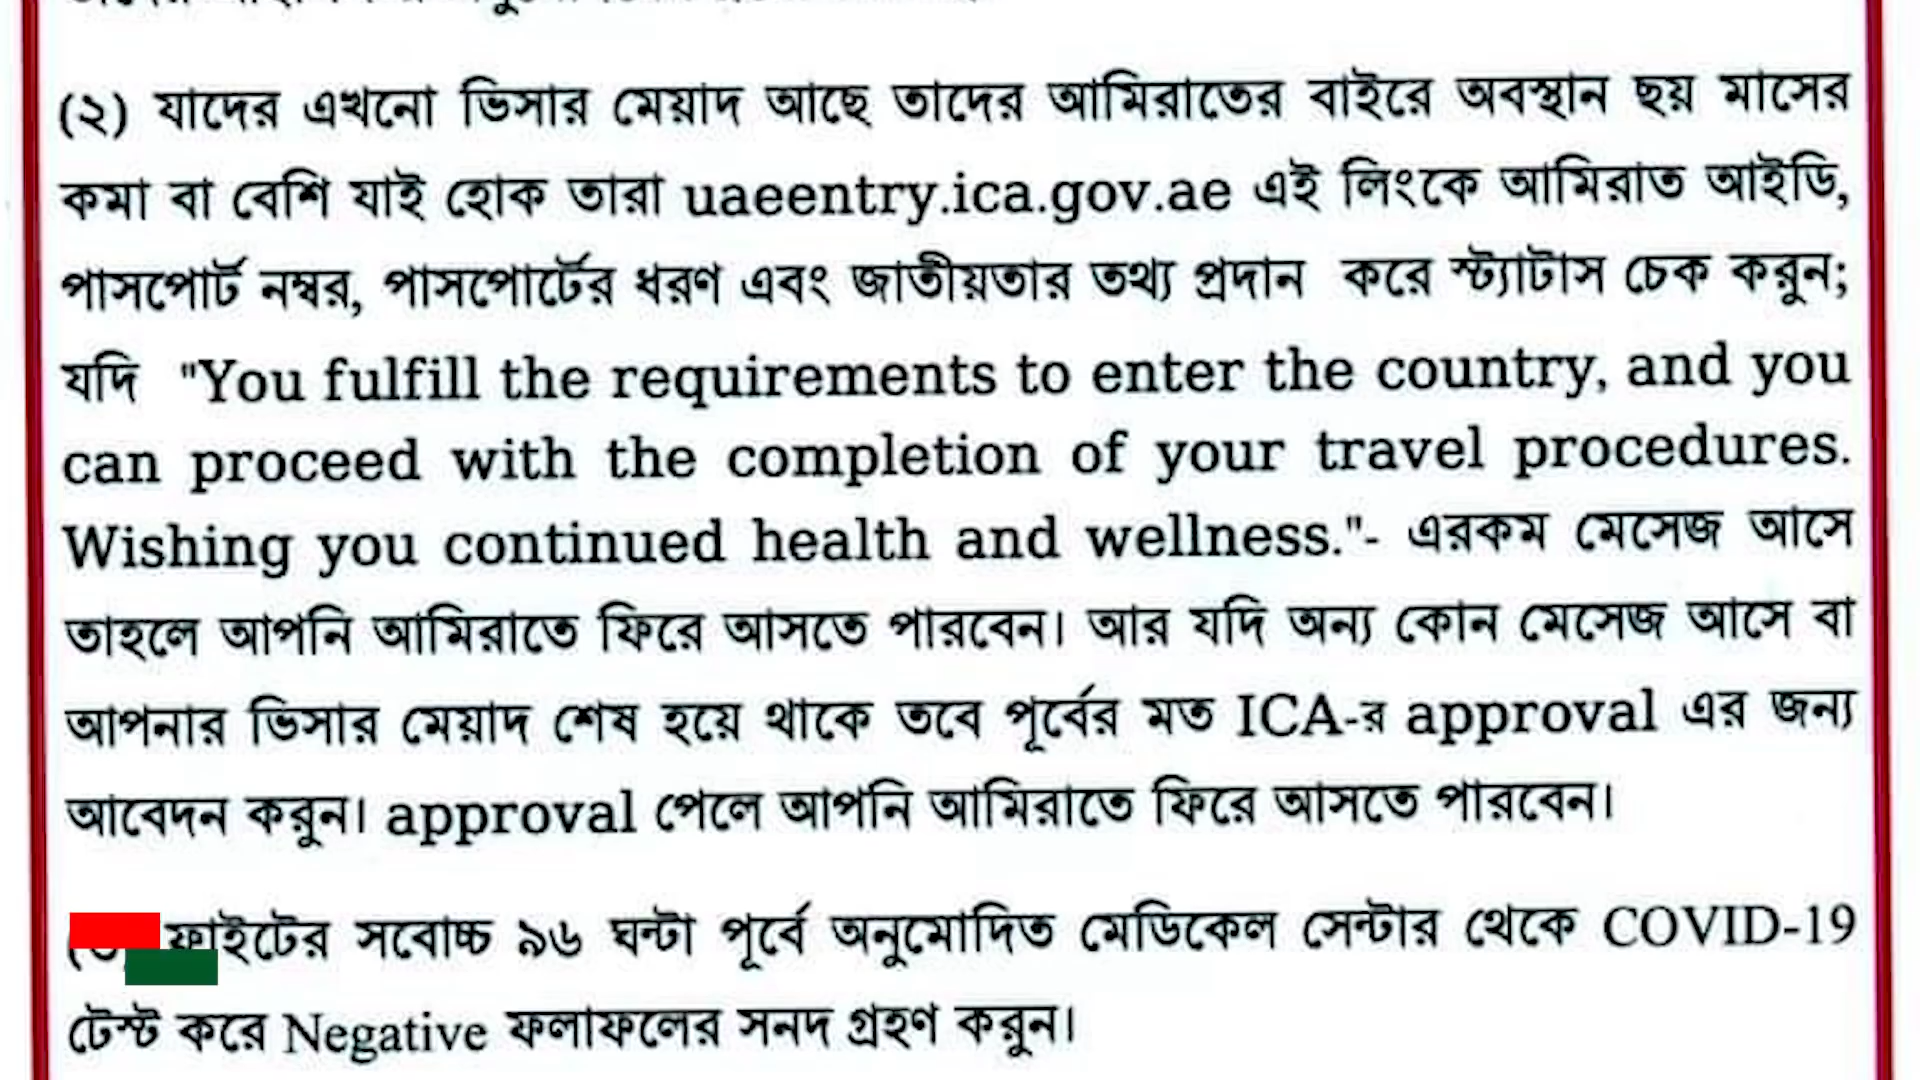 (২) যাদের এখনো ভিসার মেয়াদ আছে তাদের আমিরাতের বাইরে অবস্থান ছয় মাসের
কমা বা বেশি যাই হোক তারা uaeentry.ica.gov.ae এই লিংকে আমিরাত আইডি,
পাসপোর্ট নম্বর, পাসপোর্টের ধরণ এবং জাতীয়তার তথ্য প্রদান করে স্ট্যাটাস চেক করুন;
যদি "You fulfill the requirements to enter the country, and you
can proceed with the completion of your travel procedures.
Wishing you continued health and wellness."- এরকম মেসেজ আসে
তাহলে আপনি আমিরাতে ফিরে আসতে পারবেন। আর যদি অন্য কোন মেসেজ আসে বা
আপনার ভিসার মেয়াদ শেষ হয়ে থাকে তবে পূর্বের মত ICA-র approval এর জন্য
আবেদন করুন। approval পেলে আপনি আমিরাতে ফিরে আসতে পারবেন।
সবোচ্চ ৯৬ ঘন্টা পূর্বে অনুমোদিত মেডিকেল সেন্টার থেকে COVID-19
টেস্ট করে Negative ফলাফলের সনদ গ্রহণ করুন।